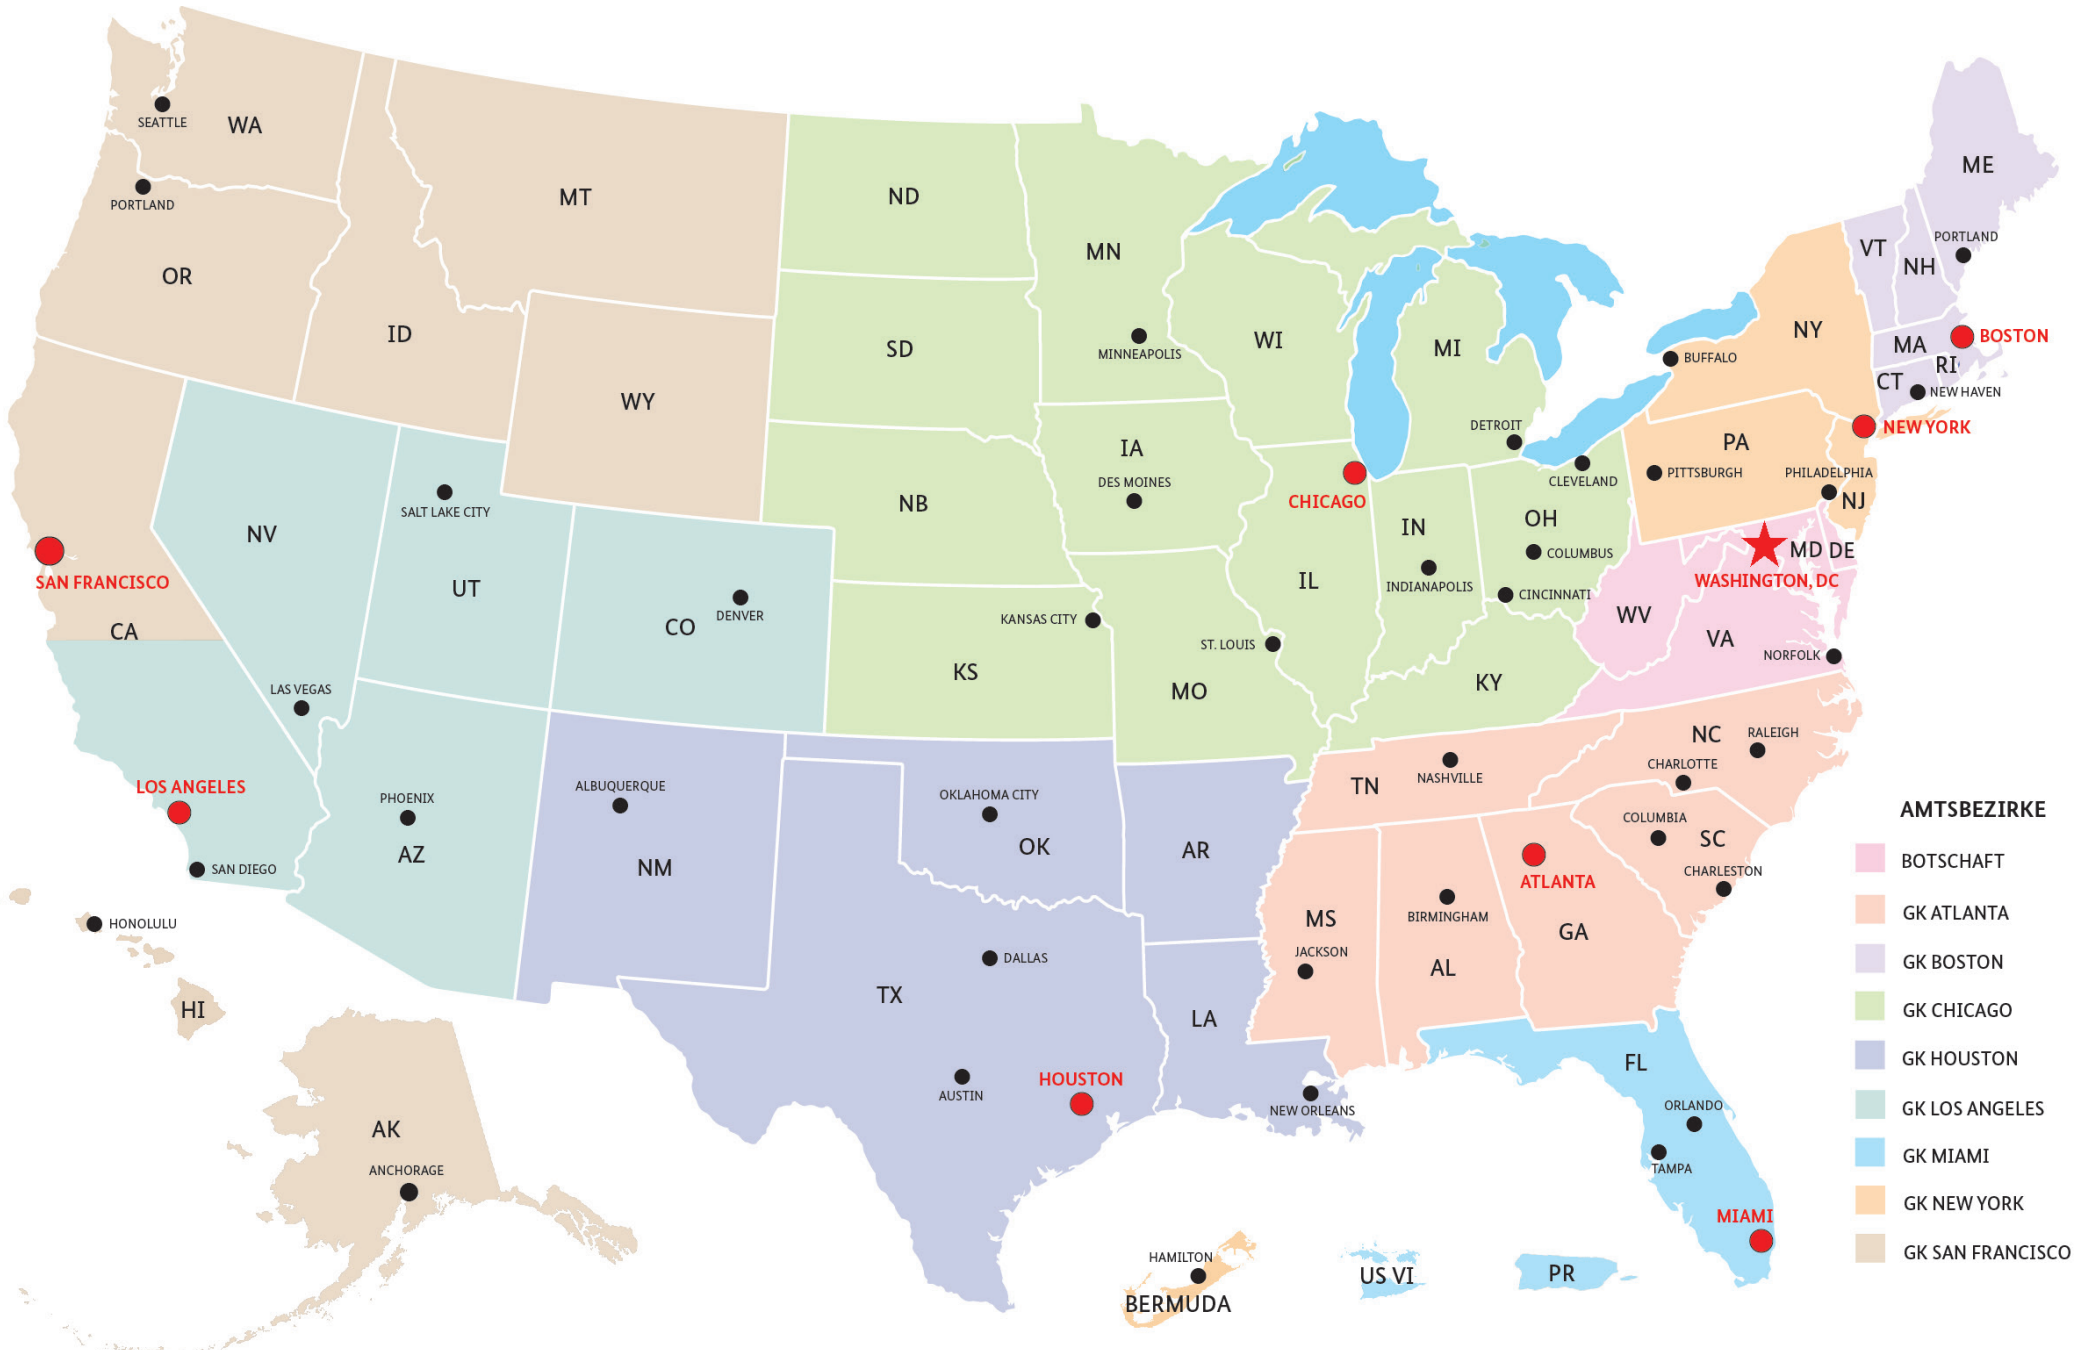 WA
SEATTLE
PORTLAND
OR
ID
MT
WY
ND
SD
NB
KS
MN
MINNEAPOLIS
IA
DES MOINES
WI
MI
DETROIT
CHICAGO
IL
IN
INDIANAPOLIS
OH
CLEVELAND
COLUMBUS
CINCINNATI
KANSAS CITY
MO
ST. LOUIS
KY
ME
PORTLAND
VT
NH
MA
BOSTON
RI
CT
NEW HAVEN
NY
BUFFALO
NEW YORK
PA
PITTSBURGH
PHILADELPHIA
NJ
MD
DE
WASHINGTON, DC
WV
VA
NORFOLK
SAN FRANCISCO
CA
NV
LAS VEGAS
SALT LAKE CITY
UT
CO
DENVER
LOS ANGELES
SAN DIEGO
PHOENIX
AZ
ALBUQUERQUE
NM
OKLAHOMA CITY
OK
AR
TX
DALLAS
AUSTIN
HOUSTON
LA
NEW ORLEANS
TN
NASHVILLE
NC
RALEIGH
CHARLOTTE
COLUMBIA
SC
CHARLESTON
MS
JACKSON
BIRMINGHAM
AL
ATLANTA
GA
FL
ORLANDO
TAMPA
MIAMI
HONOLULU
HI
AK
ANCHORAGE
HAMILTON
BERMUDA
US VI
PR
AMTSBEZIRKE
BOTSCHAFT
GK ATLANTA
GK BOSTON
GK CHICAGO
GK HOUSTON
GK LOS ANGELES
GK MIAMI
GK NEW YORK
GK SAN FRANCISCO